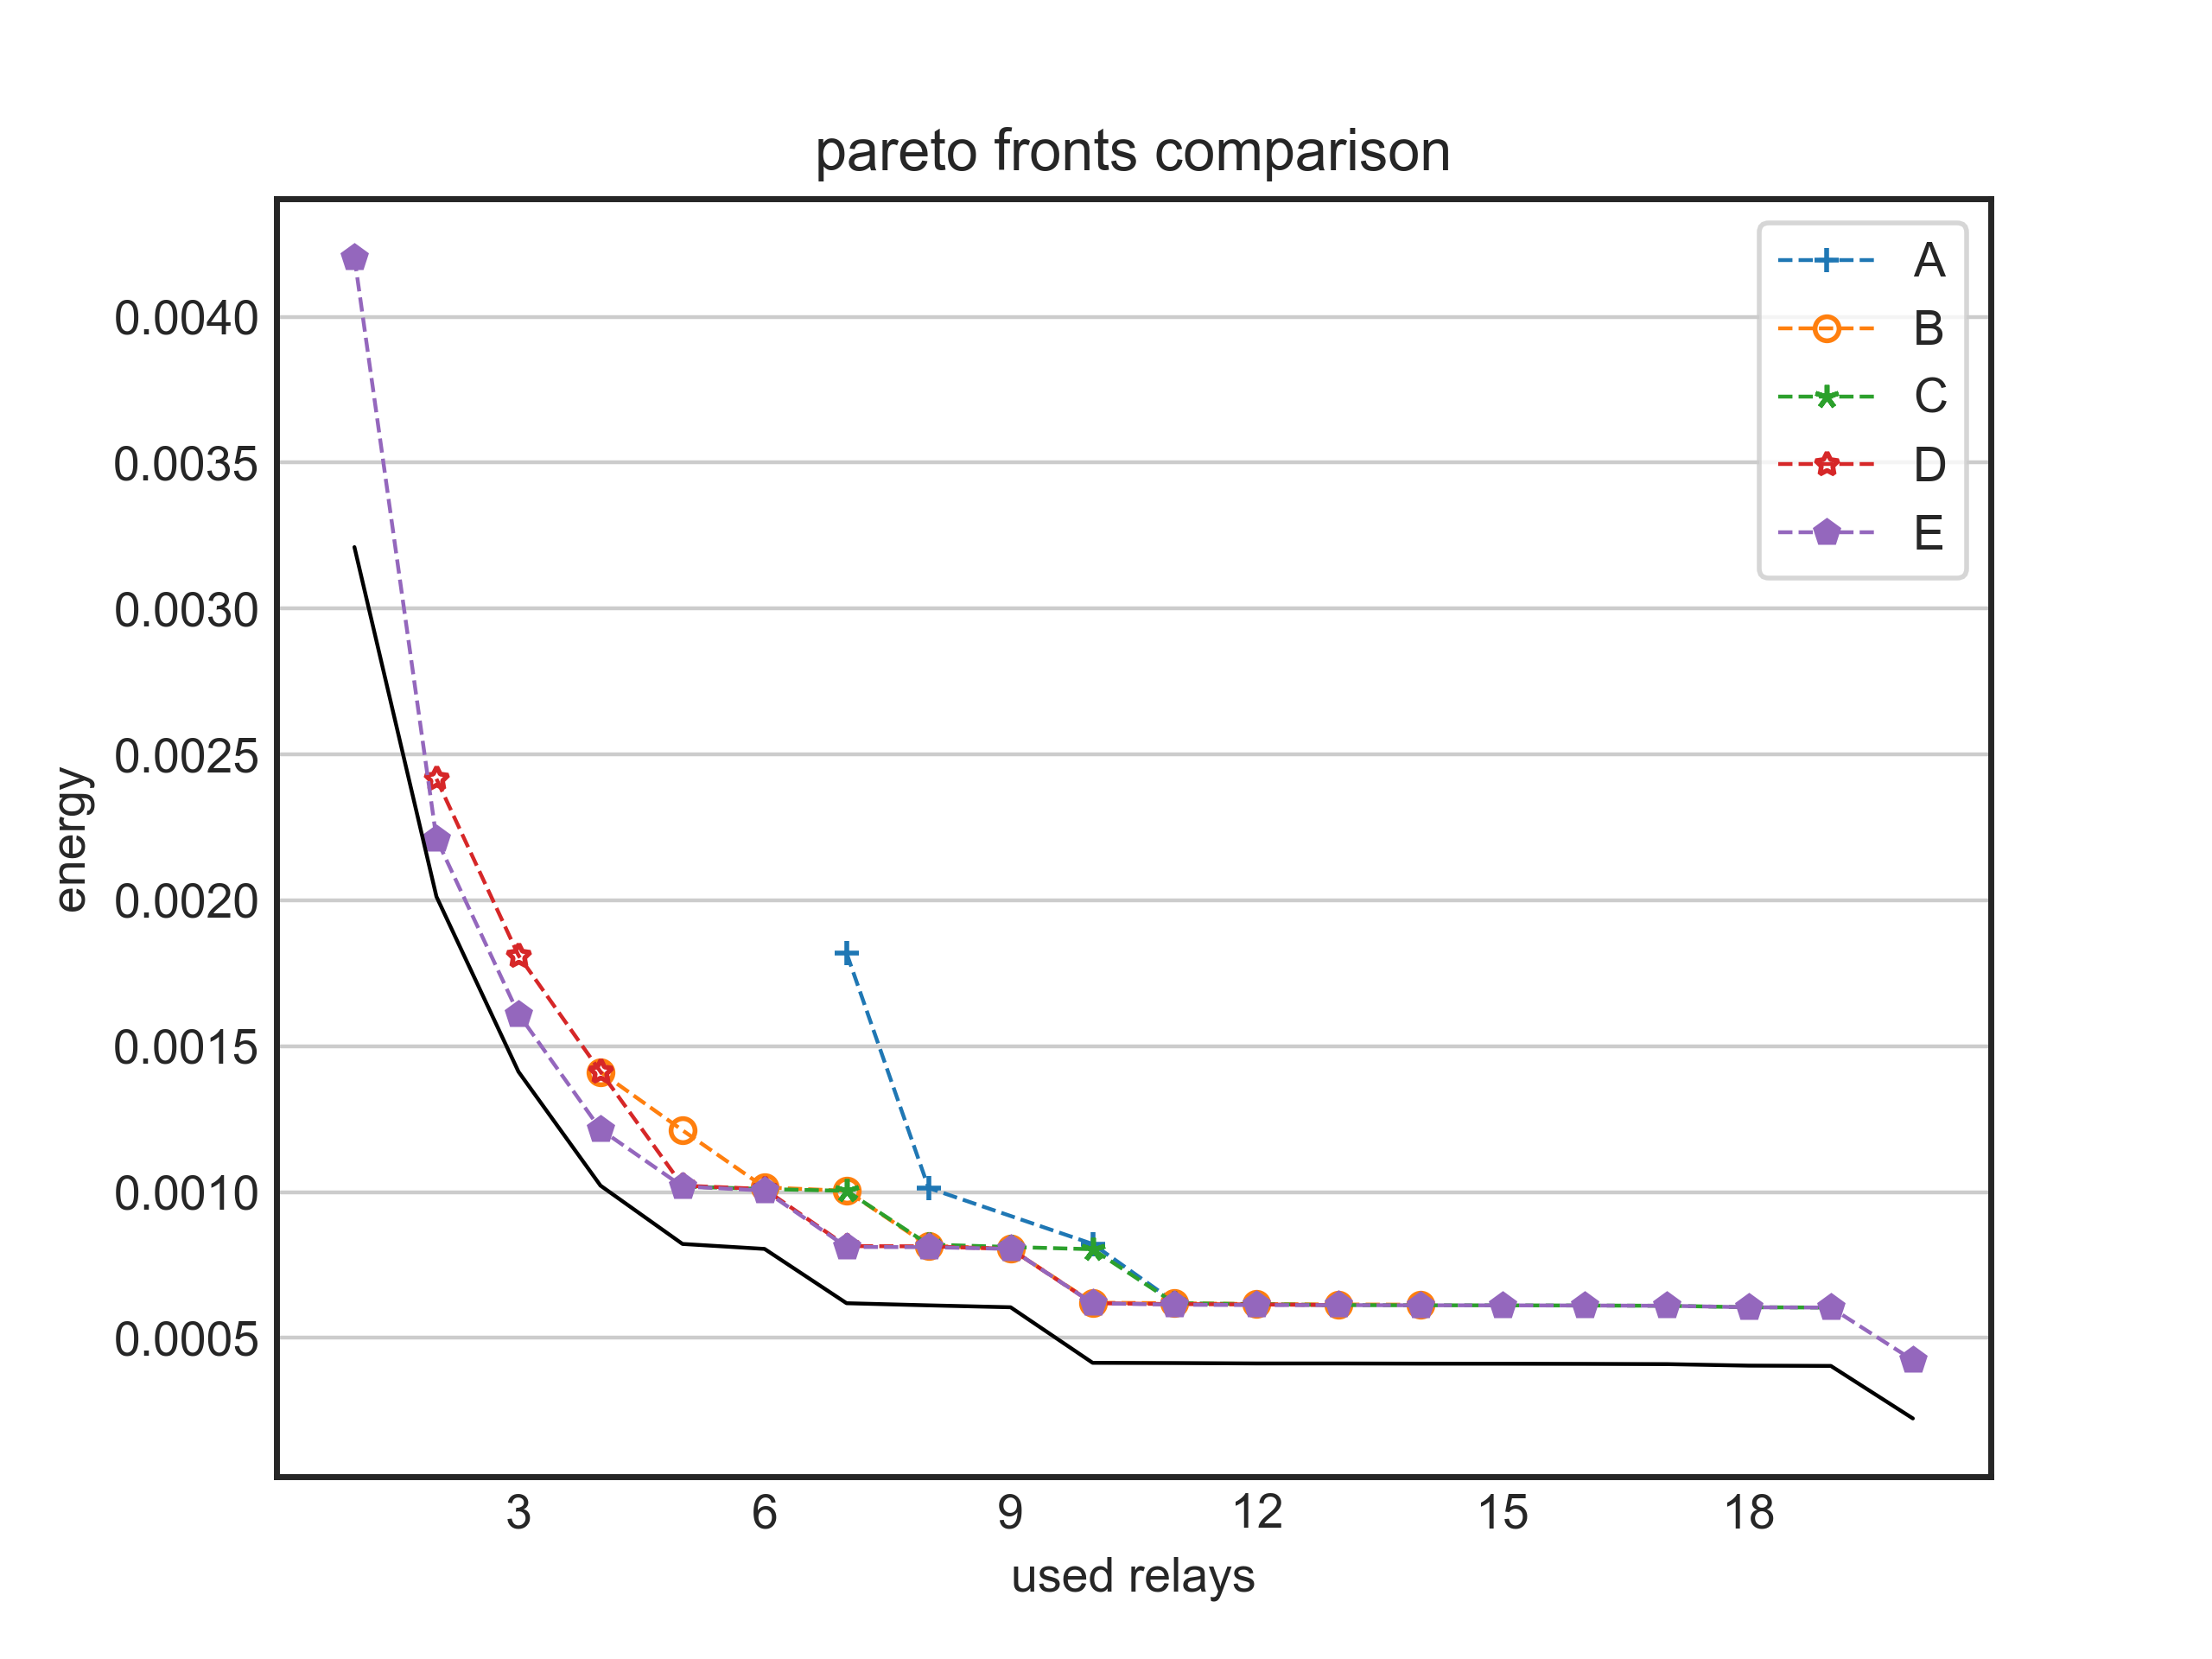 pareto fronts comparison
A
B
C
D
E
0.0040
0.0035
0.0030
0.0025
0.0020
0.0015
0.0010
0.0005
energy
3 6 9 12 15 18
used relays